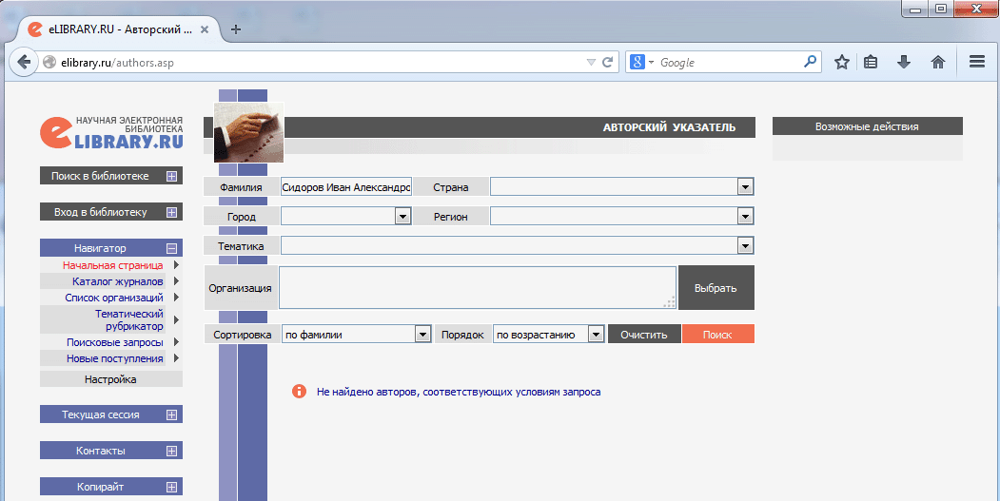 eLIBRARY.RU - Авторский ...
elibrary.ru/authors.asp
Google
НАУЧНАЯ ЭЛЕКТРОННАЯ
БИБЛИОТЕКА
eLIBRARY.RU
АВТОРСКИЙ УКАЗАТЕЛЬ
Возможные действия
Поиск в библиотеке
Вход в библиотеку
Навигатор
Начальная страница
Каталог журналов
Список организаций
Тематический
рубрикатор
Поисковые запросы
Новые поступления
Настройка
Текущая сессия
Контакты
Копирайт
Фамилия Сидоров Иван Александро Страна
Город Регион
Тематика
Организация Выбрать
Сортировка по фамилии Порядок по возрастанию Очистить Поиск
Не найдено авторов, соответствующих условиям запроса